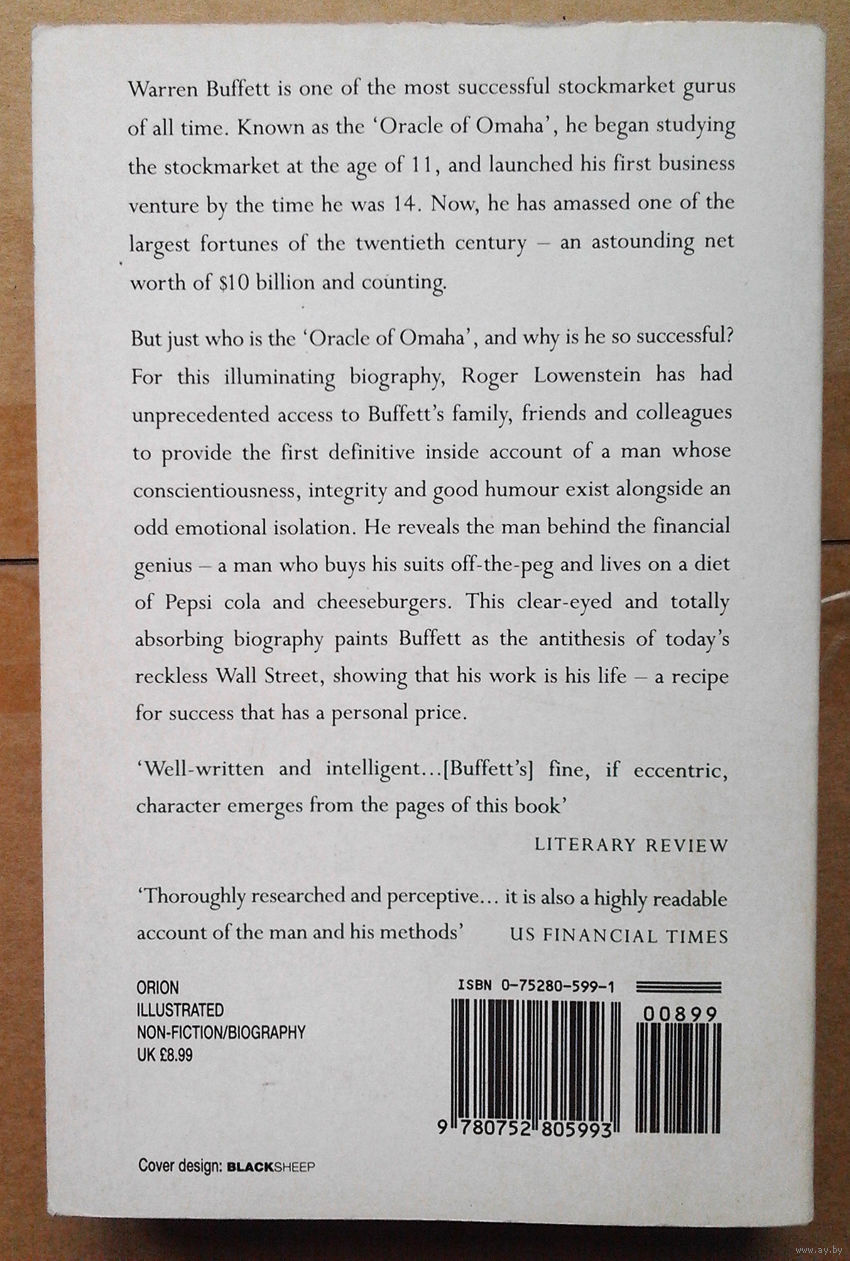 Warren Buffett is one of the most successful stockmarket gurus
of all time. Known as the ‘Oracle of Omaha’, he began studying
the stockmarket at the age of 11, and launched his first business
venture by the time he was 14. Now, he has amassed one of the
largest fortunes of the twentieth century – an astounding net
worth of $10 billion and counting.
But just who is the ‘Oracle of Omaha’, and why is he so successful?
For this illuminating biography, Roger Lowenstein has had
unprecedented access to Buffett’s family, friends and colleagues
to provide the first definitive inside account of a man whose
conscientiousness, integrity and good humour exist alongside an
odd emotional isolation. He reveals the man behind the financial
genius – a man who buys his suits off-the-peg and lives on a diet
of Pepsi cola and cheeseburgers. This clear-eyed and totally
absorbing biography paints Buffett as the antithesis of today’s
reckless Wall Street, showing that his work is his life – a recipe
for success that has a personal price.
‘Well-written and intelligent...[Buffett’s] fine, if eccentric,
character emerges from the pages of this book’
LITERARY REVIEW
‘Thoroughly researched and perceptive... it is also a highly readable
account of the man and his methods’ US FINANCIAL TIMES
ORION
ILLUSTRATED
NON-FICTION/BIOGRAPHY
UK £8.99
ISBN 0-75280-599-1
00899
9 780752 805993
Cover design: BLACKSHEEP
www.ay.by